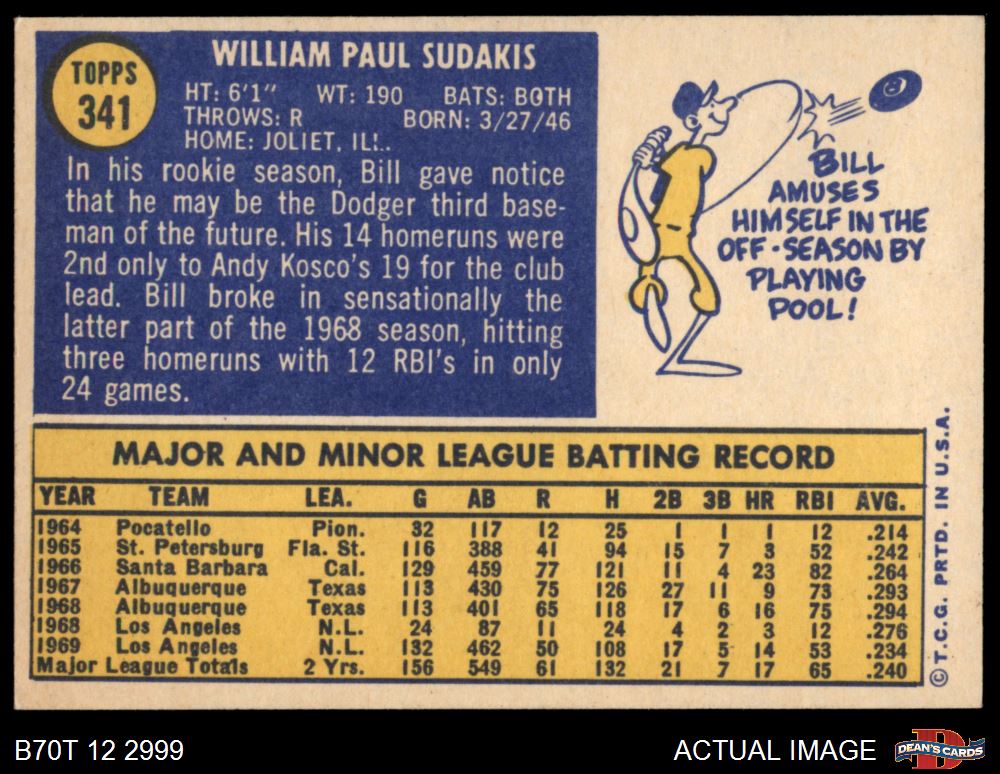 TOPPS
341
WILLIAM PAUL SUDAKIS
HT: 6'1" WT: 190 BATS: BOTH
THROWS: R BORN: 3/27/46
HOME: JOLIET, ILL.
In his rookie season, Bill gave notice
that he may be the Dodger third base-
man of the future. His 14 homeruns were
2nd only to Andy Kosco's 19 for the club
lead. Bill broke in sensationally the
latter part of the 1968 season, hitting
three homeruns with 12 RBI's in only
24 games.
8
BILL
AMUSES
HIMSELF IN THE
OFF-SEASON BY
PLAYING
POOL!
MAJOR AND MINOR LEAGUE BATTING RECORD
YEAR TEAM LEA. G AB R H 2B 3B HR RBI AVG.
1964 Pocatello Pion. 32 117 12 25 1 1 1 12 .214
1965 St. Petersburg Fla. St. 116 388 41 94 15 7 3 52 .242
1966 Santa Barbara Cal. 129 459 77 121 11 4 23 82 .264
1967 Albuquerque Texas 113 430 75 126 27 11 9 73 .293
1968 Albuquerque Texas 113 401 65 118 17 6 16 75 .294
1968 Los Angeles N.L. 24 87 11 24 4 2 3 12 .276
1969 Los Angeles N.L. 132 462 50 108 17 5 14 53 .234
Major League Totals 2 Yrs. 156 549 61 132 21 7 17 65 .240
© T.C.G. PRTD. IN U.S.A.
B70T 12 2999
ACTUAL IMAGE
D
DEAN'S CARDS